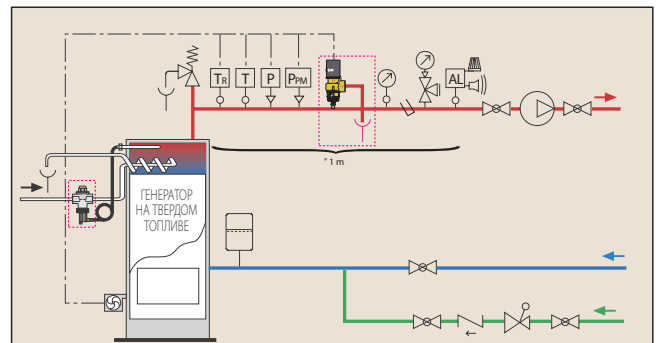 TR T P PPM AL
" 1 m
ГЕНЕРАТОР
НА ТВЕРДОМ
ТОПЛИВЕ